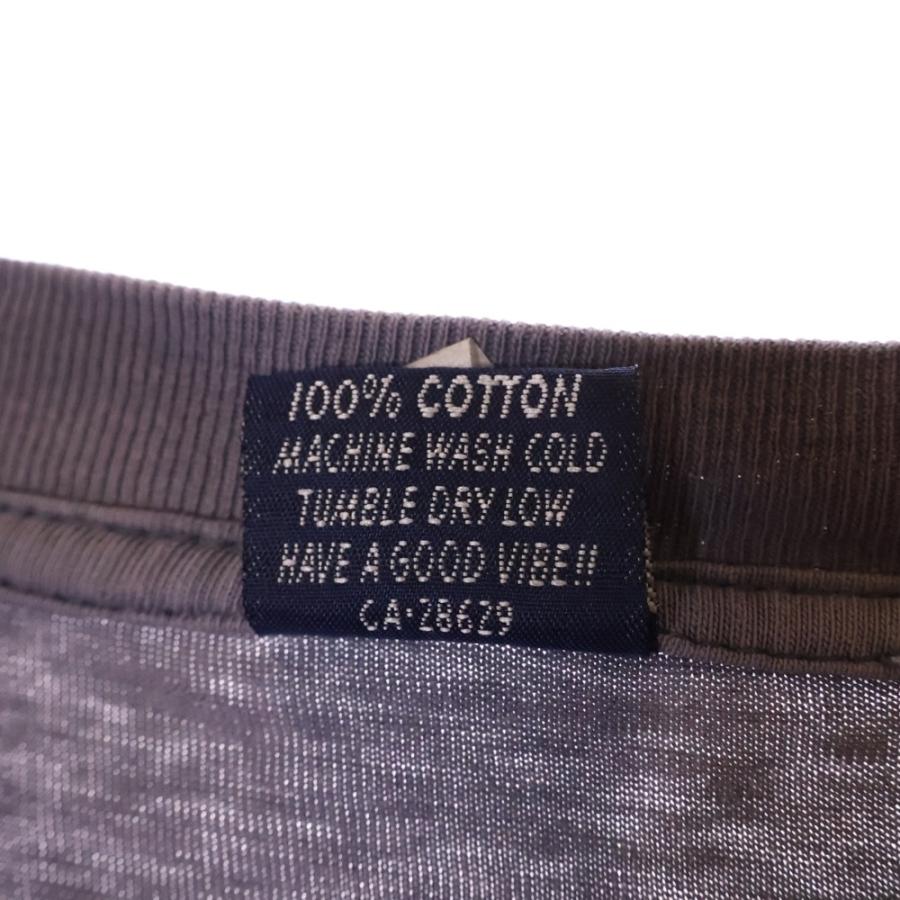 100% COTTON
MACHINE WASH COLD
TUMBLE DRY LOW
HAVE A GOOD VIBE!!
CA·28629